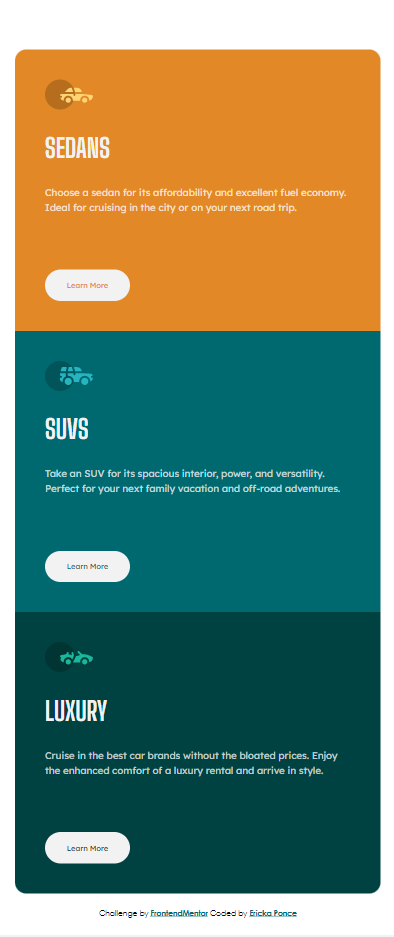 SEDANS
Choose a sedan for its affordability and excellent fuel economy.
Ideal for cruising in the city or on your next road trip.
Learn More
SUVS
Take an SUV for its spacious interior, power, and versatility.
Perfect for your next family vacation and off-road adventures.
Learn More
LUXURY
Cruise in the best car brands without the bloated prices. Enjoy
the enhanced comfort of a luxury rental and arrive in style.
Learn More
Challenge by FrontendMentor Coded by Ericka Ponce